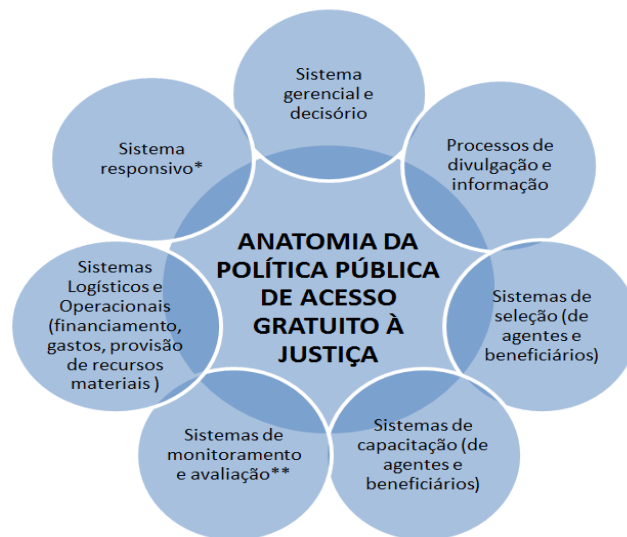 Sistema
gerencial e
decisório
Processos de
divulgação e
informação
Sistemas de
seleção (de
agentes e
beneficiários)
Sistemas de
capacitação (de
agentes e
beneficiários)
Sistemas de
monitoramento
e avaliação**
Sistemas
Logísticos e
Operacionais
(financiamento,
gastos, provisão
de recursos
materiais )
Sistema
responsivo*
ANATOMIA DA
POLÍTICA PÚBLICA
DE ACESSO
GRATUITO À
JUSTIÇA